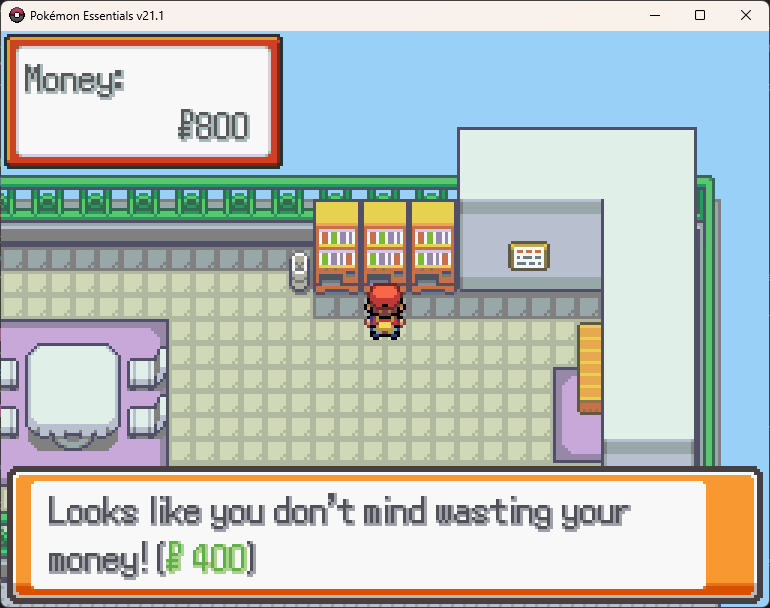 Pokémon Essentials v21.1
Money:
₽800
Looks like you don't mind wasting your
money! (₽ 400)